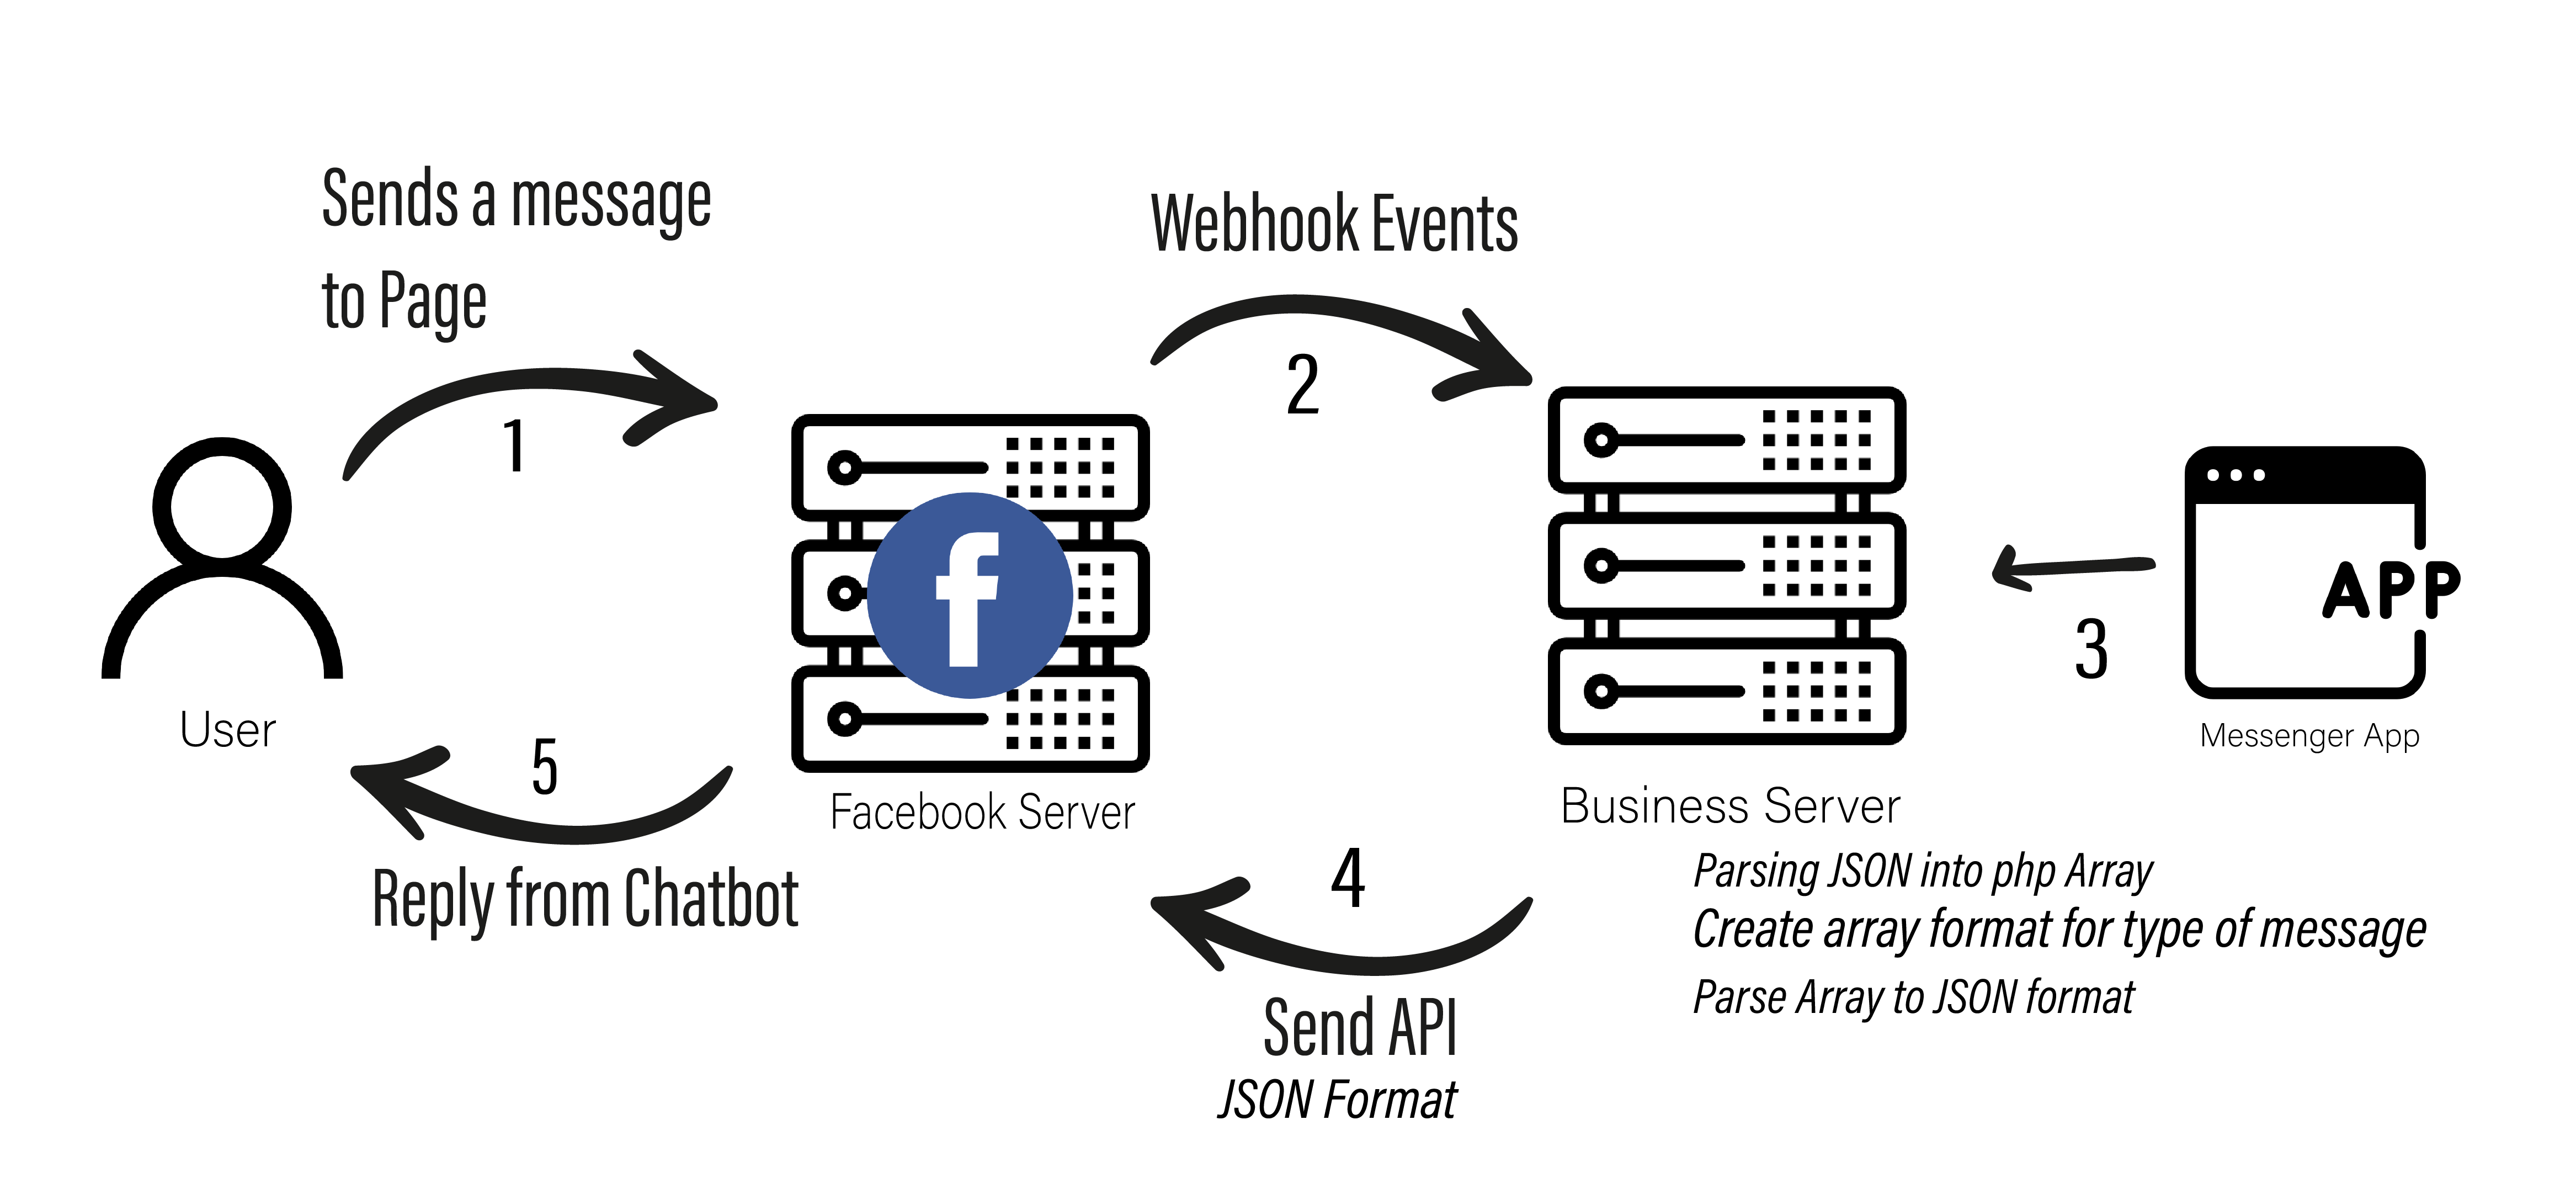 Sends a message
to Page
1
Webhook Events
2
User
5
Reply from Chatbot
f
Facebook Server
4
Send API
JSON Format
Business Server
Parsing JSON into php Array
Create array format for type of message
Parse Array to JSON format
3
APP
Messenger App